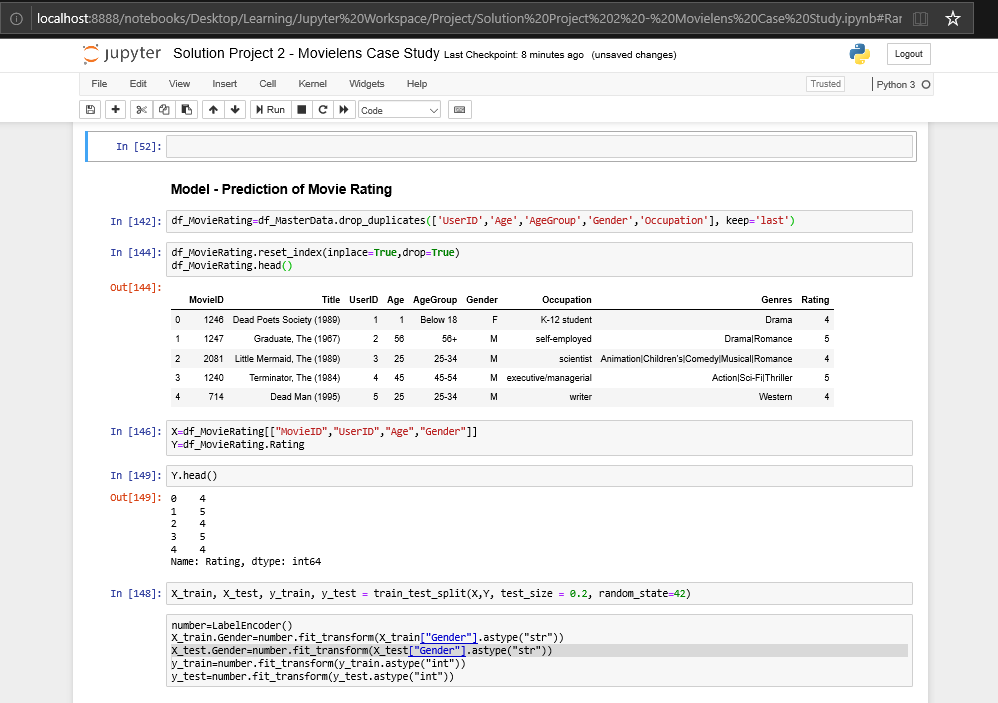 localhost:8888/notebooks/Desktop/Learning/Jupyter%20Workspace/Project/Solution%20Project%202%20-%20Movielens%20Case%20Study.ipynb#Rar
jupyter Solution Project 2 - Movielens Case Study Last Checkpoint: 8 minutes ago (unsaved changes) Logout
File Edit View Insert Cell Kernel Widgets Help Trusted Python 3
Run Code
In [52]:
Model - Prediction of Movie Rating
In [142]: df_MovieRating=df_MasterData.drop_duplicates(['UserID','Age','AgeGroup','Gender','Occupation'], keep='last')
In [144]: df_MovieRating.reset_index(inplace=True,drop=True)
df_MovieRating.head()
Out[144]:
MovieID Title UserID Age AgeGroup Gender Occupation Genres Rating
0 1246 Dead Poets Society (1989) 1 1 Below 18 F K-12 student Drama 4
1 1247 Graduate, The (1967) 2 56 56+ M self-employed Drama|Romance 5
2 2081 Little Mermaid, The (1989) 3 25 25-34 M scientist Animation|Children's|Comedy|Musical|Romance 4
3 1240 Terminator, The (1984) 4 45 45-54 M executive/managerial Action|Sci-Fi|Thriller 5
4 714 Dead Man (1995) 5 25 25-34 M writer Western 4
In [146]: X=df_MovieRating[["MovieID","UserID","Age","Gender"]]
Y=df_MovieRating.Rating
In [149]: Y.head()
Out[149]: 0 4
1 5
2 4
3 5
4 4
Name: Rating, dtype: int64
In [148]: X_train, X_test, y_train, y_test = train_test_split(X,Y, test_size = 0.2, random_state=42)
number=LabelEncoder()
X_train.Gender=number.fit_transform(X_train["Gender"].astype("str"))
X_test.Gender=number.fit_transform(X_test["Gender"].astype("str"))
y_train=number.fit_transform(y_train.astype("int"))
y_test=number.fit_transform(y_test.astype("int"))